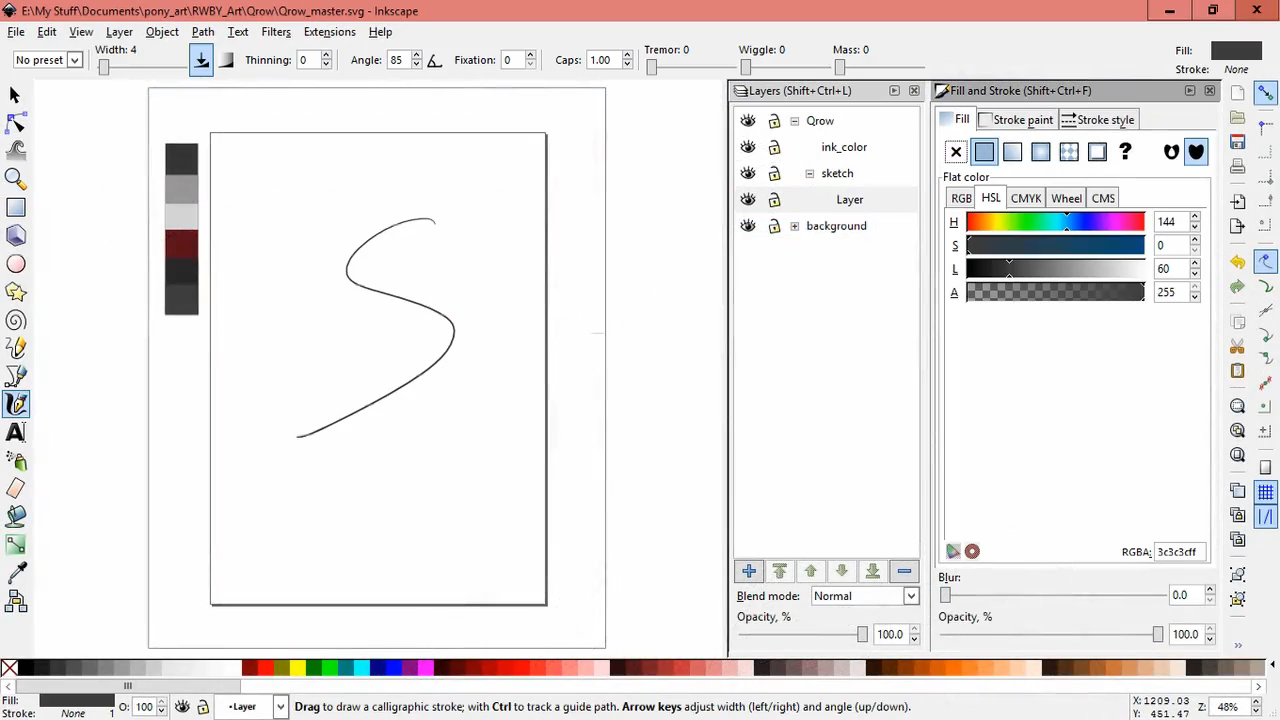 E:\My Stuff\Documents\pony_art\RWBY_Art\Qrow\Qrow_master.svg - Inkscape
File Edit View Layer Object Path Text Filters Extensions Help
No preset Width: 4 Thinning: 0 Angle: 85 Fixation: 0 Caps: 1.00 Tremor: 0 Wiggle: 0 Mass: 0 Fill:
Stroke: None
Layers (Shift+Ctrl+L)
Qrow
ink_color
sketch
Layer
background
Blend mode: Normal
Opacity, %
100.0
Fill and Stroke (Shift+Ctrl+F)
Fill Stroke paint Stroke style
?
Flat color
RGB HSL CMYK Wheel CMS
H 144
S 0
L 60
A 255
RGBA: 3c3c3cff
Blur:
0.0
Opacity, %
100.0
Fill:
Stroke: None 1 O: 100 •Layer Drag to draw a calligraphic stroke; with Ctrl to track a guide path. Arrow keys adjust width (left/right) and angle (up/down). X:1209.03
Y: 451.47 Z: 48%